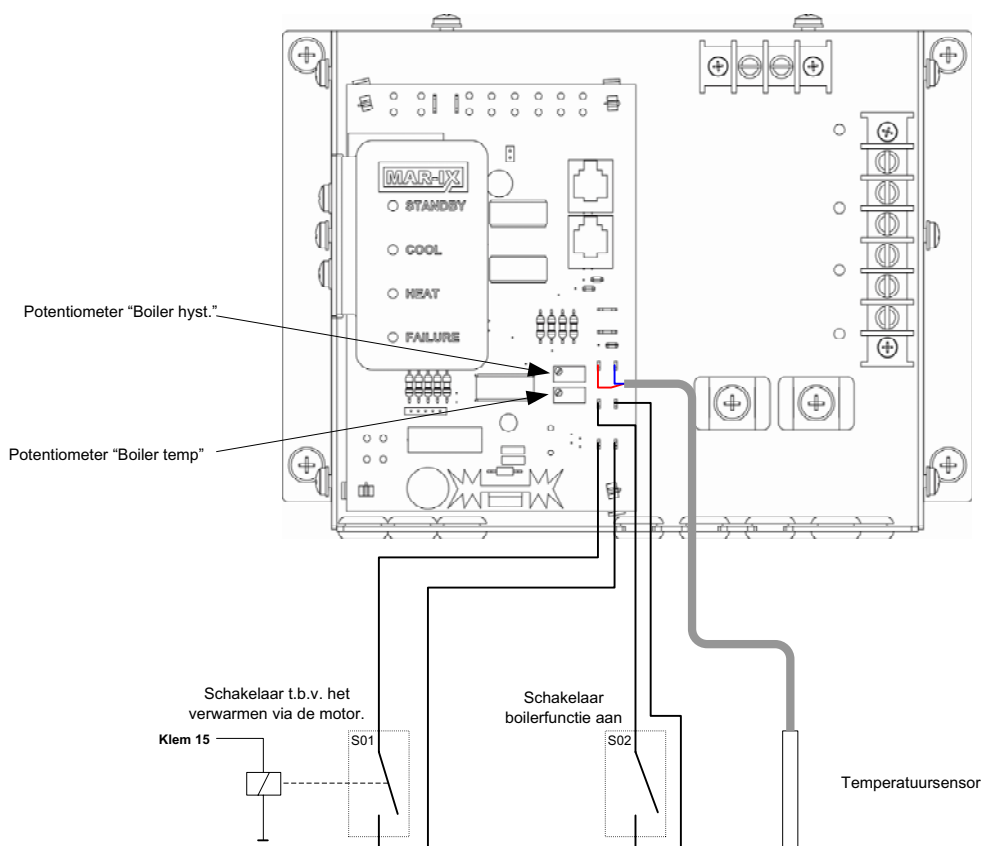 MAR-IX
STANDBY
COOL
HEAT
FAILURE
Potentiometer “Boiler hyst.”
Potentiometer “Boiler temp”
Schakelaar t.b.v. het
verwarmen via de motor.
Schakelaar
boilerfunctie aan
Klem 15
S01
S02
Temperatuursensor